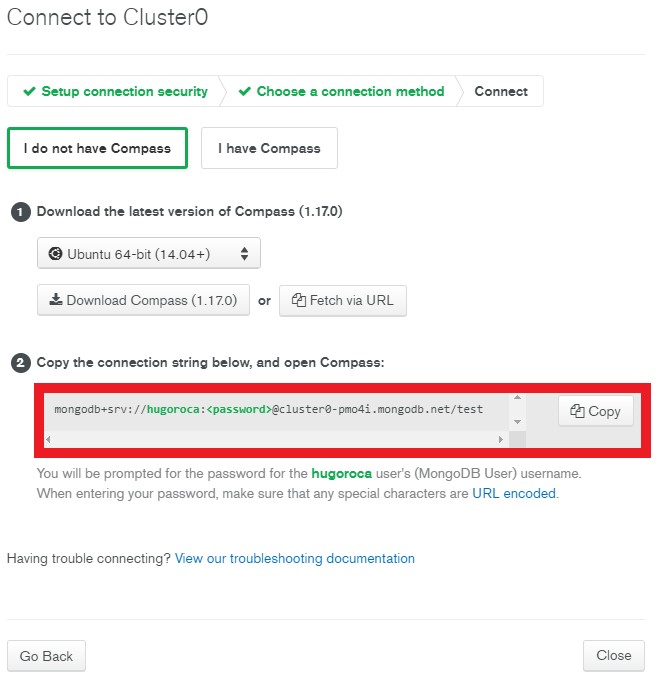 Connect to Cluster0
Setup connection security
Choose a connection method
Connect
I do not have Compass
I have Compass
1 Download the latest version of Compass (1.17.0)
Ubuntu 64-bit (14.04+)
Download Compass (1.17.0) or Fetch via URL
2 Copy the connection string below, and open Compass:
mongodb+srv://hugoroca:<password>@cluster0-pmo4i.mongodb.net/test
Copy
You will be prompted for the password for the hugoroca user's (MongoDB User) username.
When entering your password, make sure that any special characters are URL encoded.
Having trouble connecting? View our troubleshooting documentation
Go Back
Close